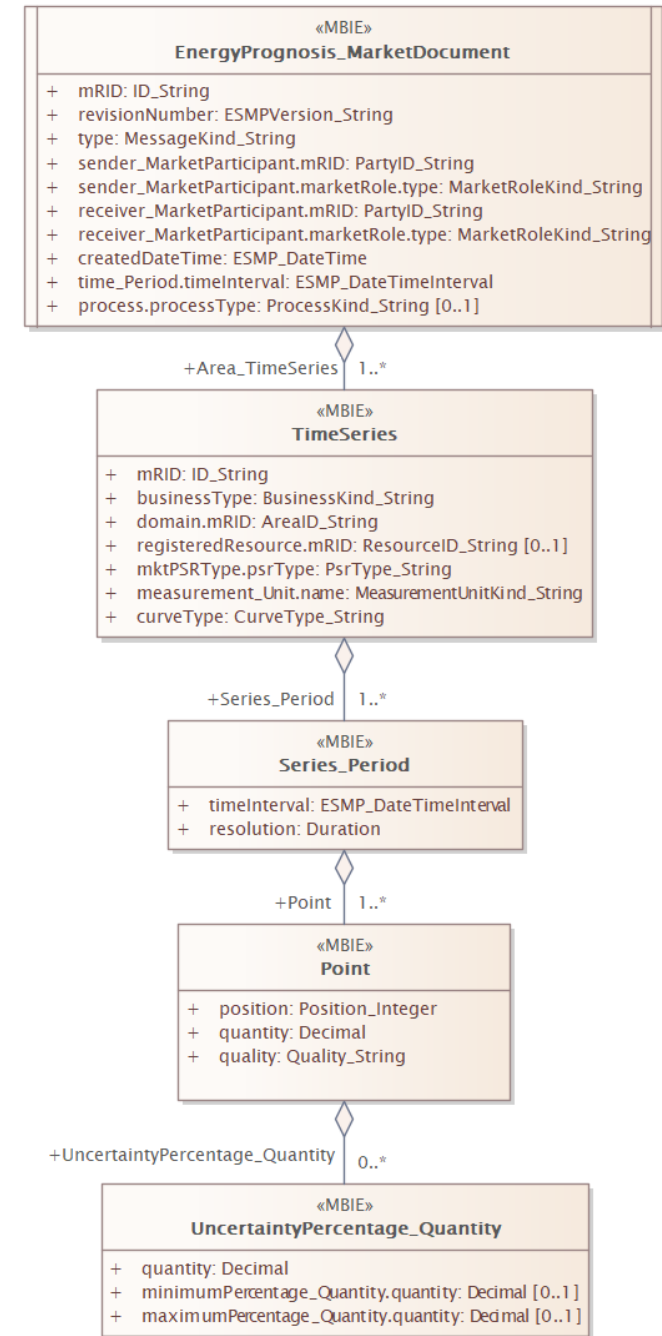 «MBIE»
EnergyPrognosis_MarketDocument
+ mRID: ID_String
+ revisionNumber: ESMPVersion_String
+ type: MessageKind_String
+ sender_MarketParticipant.mRID: PartyID_String
+ sender_MarketParticipant.marketRole.type: MarketRoleKind_String
+ receiver_MarketParticipant.mRID: PartyID_String
+ receiver_MarketParticipant.marketRole.type: MarketRoleKind_String
+ createdDateTime: ESMP_DateTime
+ time_Period.timeInterval: ESMP_DateTimeInterval
+ process.processType: ProcessKind_String [0..1]
+Area_TimeSeries 1..*
«MBIE»
TimeSeries
+ mRID: ID_String
+ businessType: BusinessKind_String
+ domain.mRID: AreaID_String
+ registeredResource.mRID: ResourceID_String [0..1]
+ mktPSRType.psrType: PsrType_String
+ measurement_Unit.name: MeasurementUnitKind_String
+ curveType: CurveType_String
+Series_Period 1..*
«MBIE»
Series_Period
+ timeInterval: ESMP_DateTimeInterval
+ resolution: Duration
+Point 1..*
«MBIE»
Point
+ position: Position_Integer
+ quantity: Decimal
+ quality: Quality_String
+UncertaintyPercentage_Quantity 0..*
«MBIE»
UncertaintyPercentage_Quantity
+ quantity: Decimal
+ minimumPercentage_Quantity.quantity: Decimal [0..1]
+ maximumPercentage_Quantity.quantity: Decimal [0..1]